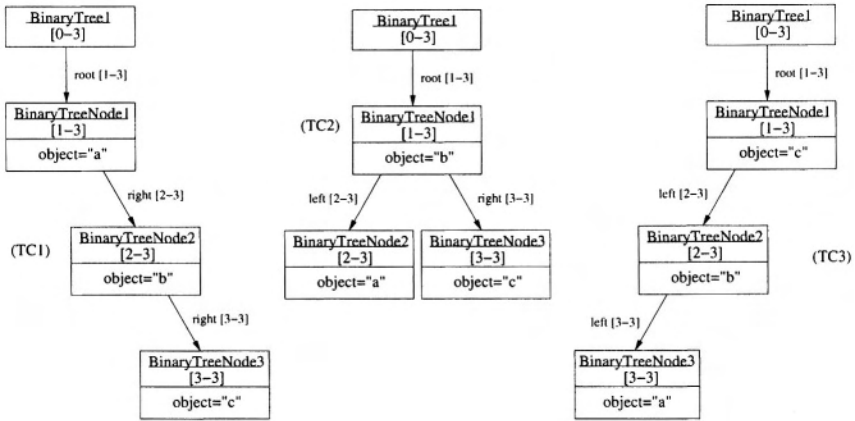 BinaryTree1
[0–3]
root [1–3]
BinaryTreeNode1
[1–3]
object="a"
right [2–3]
(TC1)
BinaryTreeNode2
[2–3]
object="b"
right [3–3]
BinaryTreeNode3
[3–3]
object="c"
BinaryTree1
[0–3]
root [1–3]
(TC2)
BinaryTreeNode1
[1–3]
object="b"
left [2–3]
right [3–3]
BinaryTreeNode2
[2–3]
object="a"
BinaryTreeNode3
[3–3]
object="c"
BinaryTree1
[0–3]
root [1–3]
BinaryTreeNode1
[1–3]
object="c"
left [2–3]
BinaryTreeNode2
[2–3]
object="b"
(TC3)
left [3–3]
BinaryTreeNode3
[3–3]
object="a"